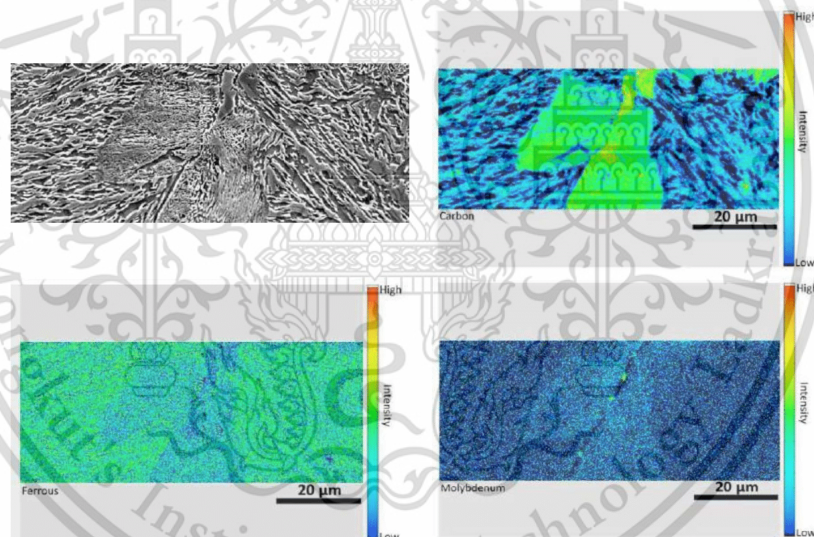 High
Intensity
Low
Carbon
20 µm
High
Intensity
Low
Ferrous
20 µm
High
Intensity
Low
Molybdenum
20 µm